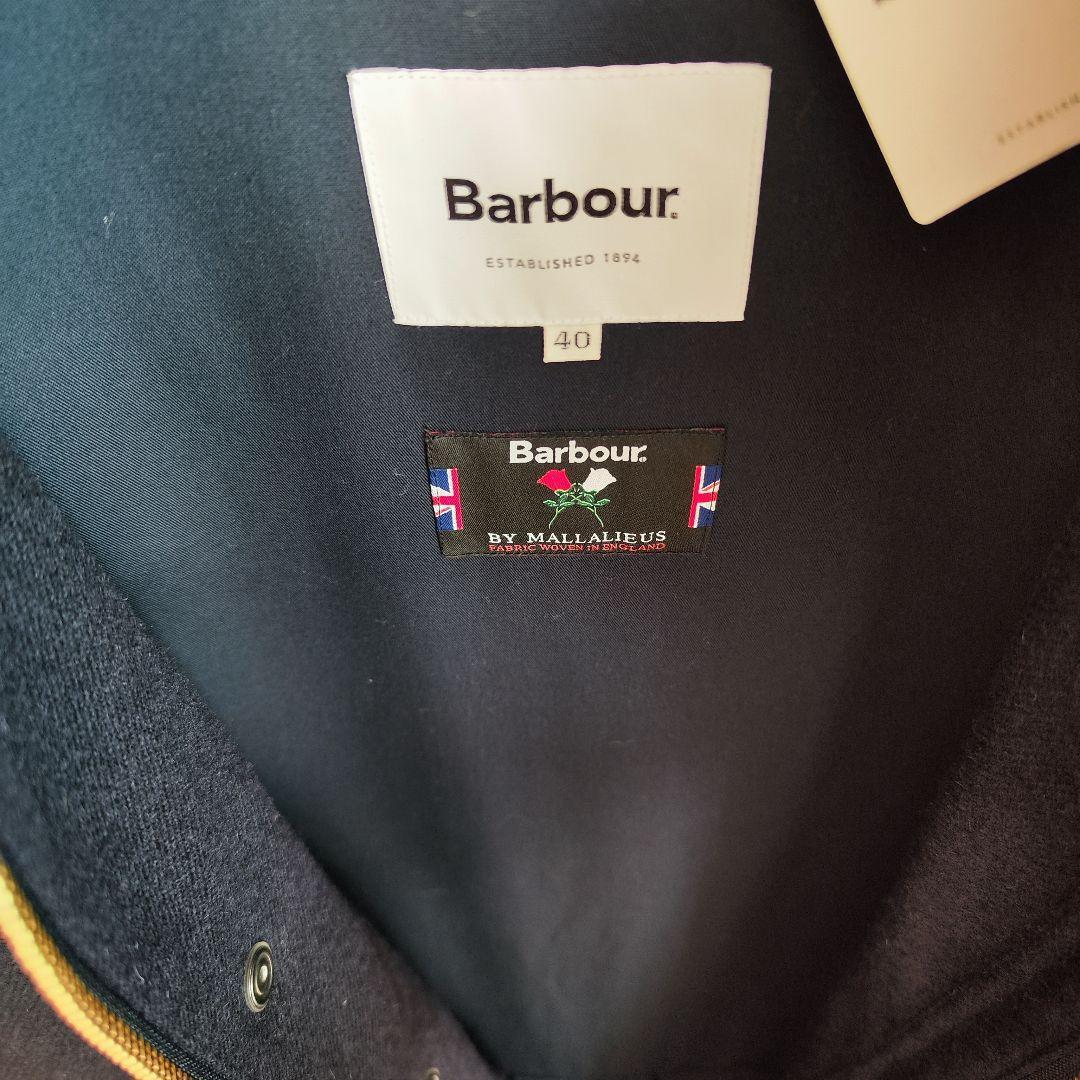 Barbour.
ESTABLISHED 1894
40
Barbour.
BY MALLALIEUS
FABRIC WOVEN IN ENGLAND